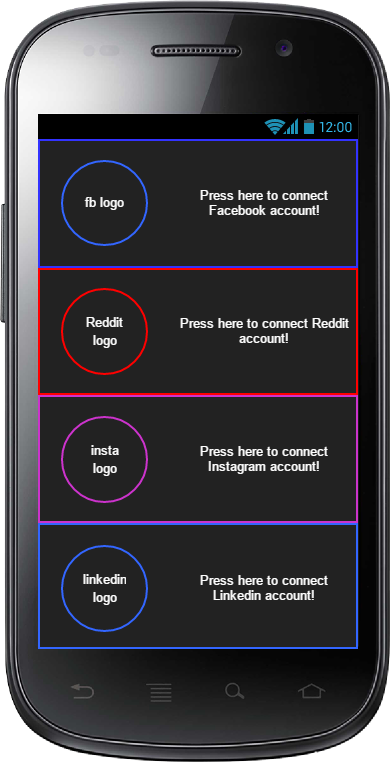 12:00
fb logo
Press here to connect
Facebook account!
Reddit
logo
Press here to connect Reddit
account!
insta
logo
Press here to connect
Instagram account!
linkedin
logo
Press here to connect
Linkedin account!